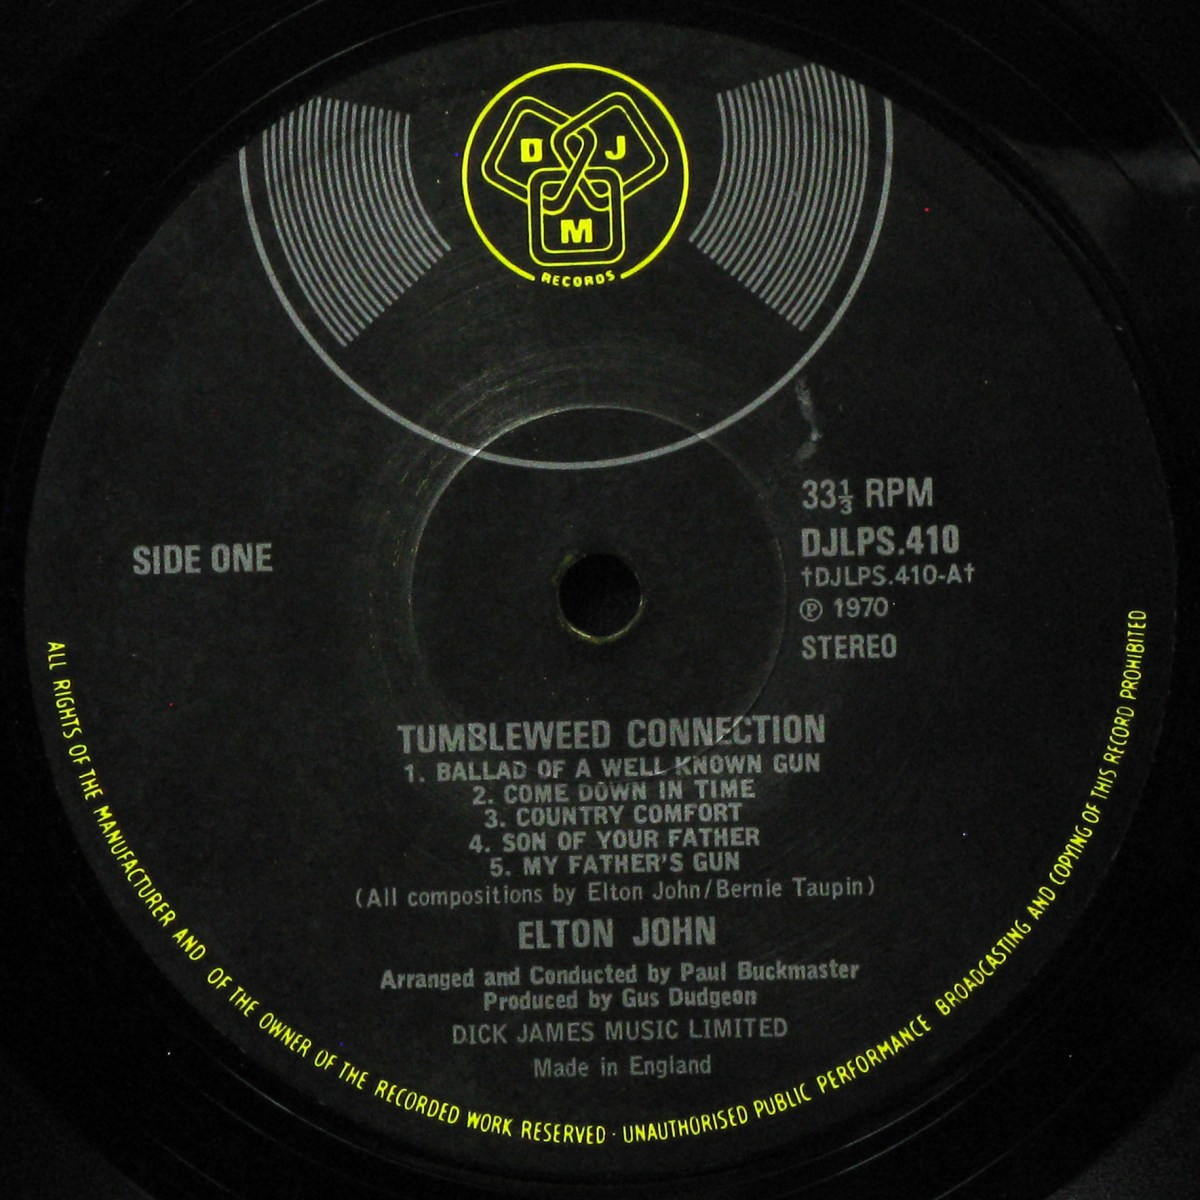 D J
M
RECORDS
33⅓ RPM
DJLPS.410
†DJLPS.410-A†
℗ 1970
STEREO
SIDE ONE
TUMBLEWEED CONNECTION
1. BALLAD OF A WELL KNOWN GUN
2. COME DOWN IN TIME
3. COUNTRY COMFORT
4. SON OF YOUR FATHER
5. MY FATHER'S GUN
(All compositions by Elton John/Bernie Taupin)
ELTON JOHN
Arranged and Conducted by Paul Buckmaster
Produced by Gus Dudgeon
DICK JAMES MUSIC LIMITED
Made in England
ALL RIGHTS OF THE MANUFACTURER AND OF THE OWNER OF THE RECORDED WORK RESERVED · UNAUTHORISED PUBLIC PERFORMANCE BROADCASTING AND COPYING OF THIS RECORD PROHIBITED